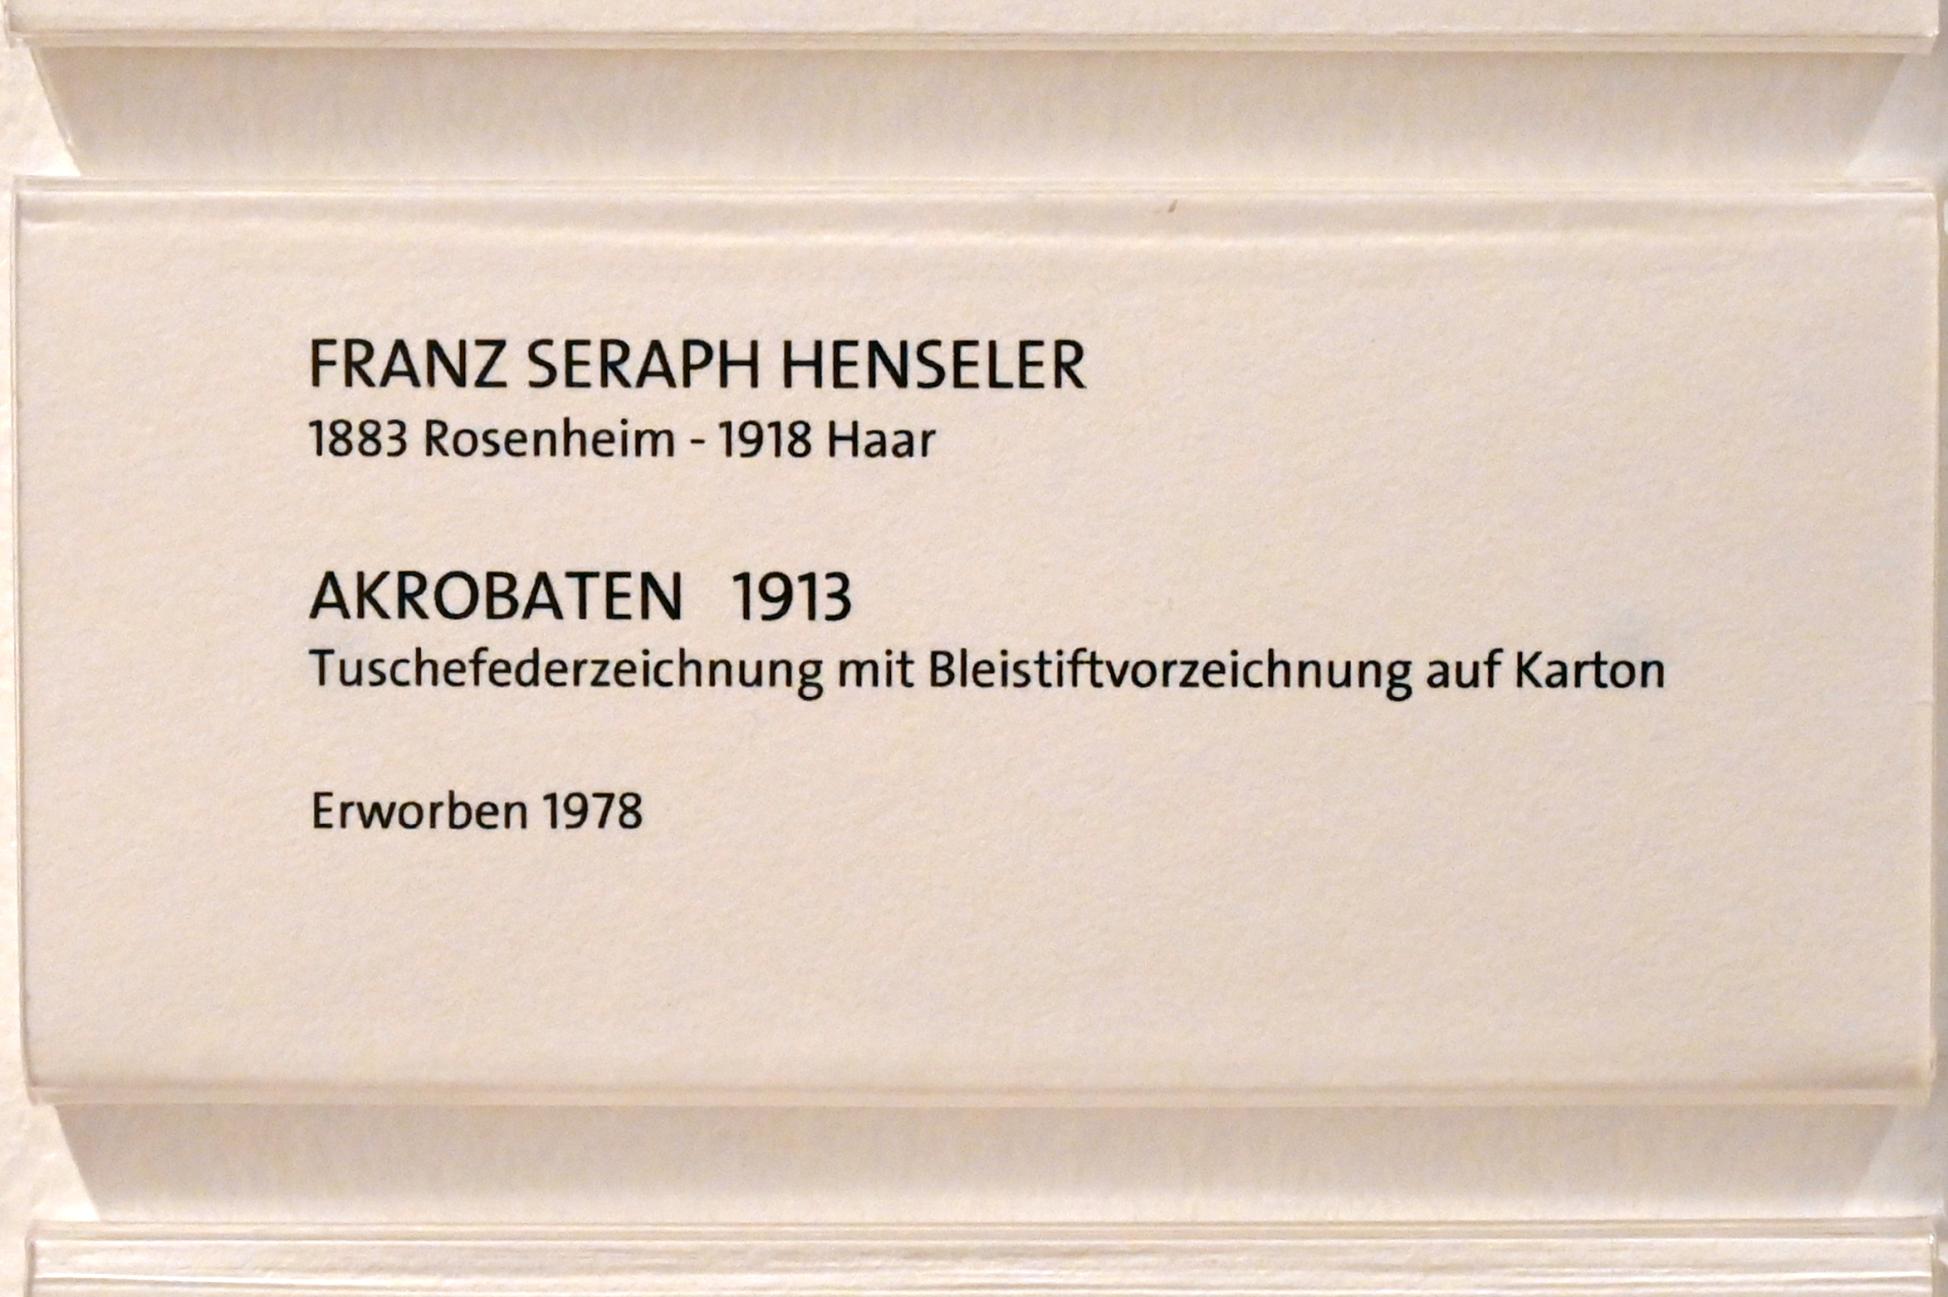 FRANZ SERAPH HENSELER
1883 Rosenheim - 1918 Haar
AKROBATEN 1913
Tuschefederzeichnung mit Bleistiftvorzeichnung auf Karton
Erworben 1978